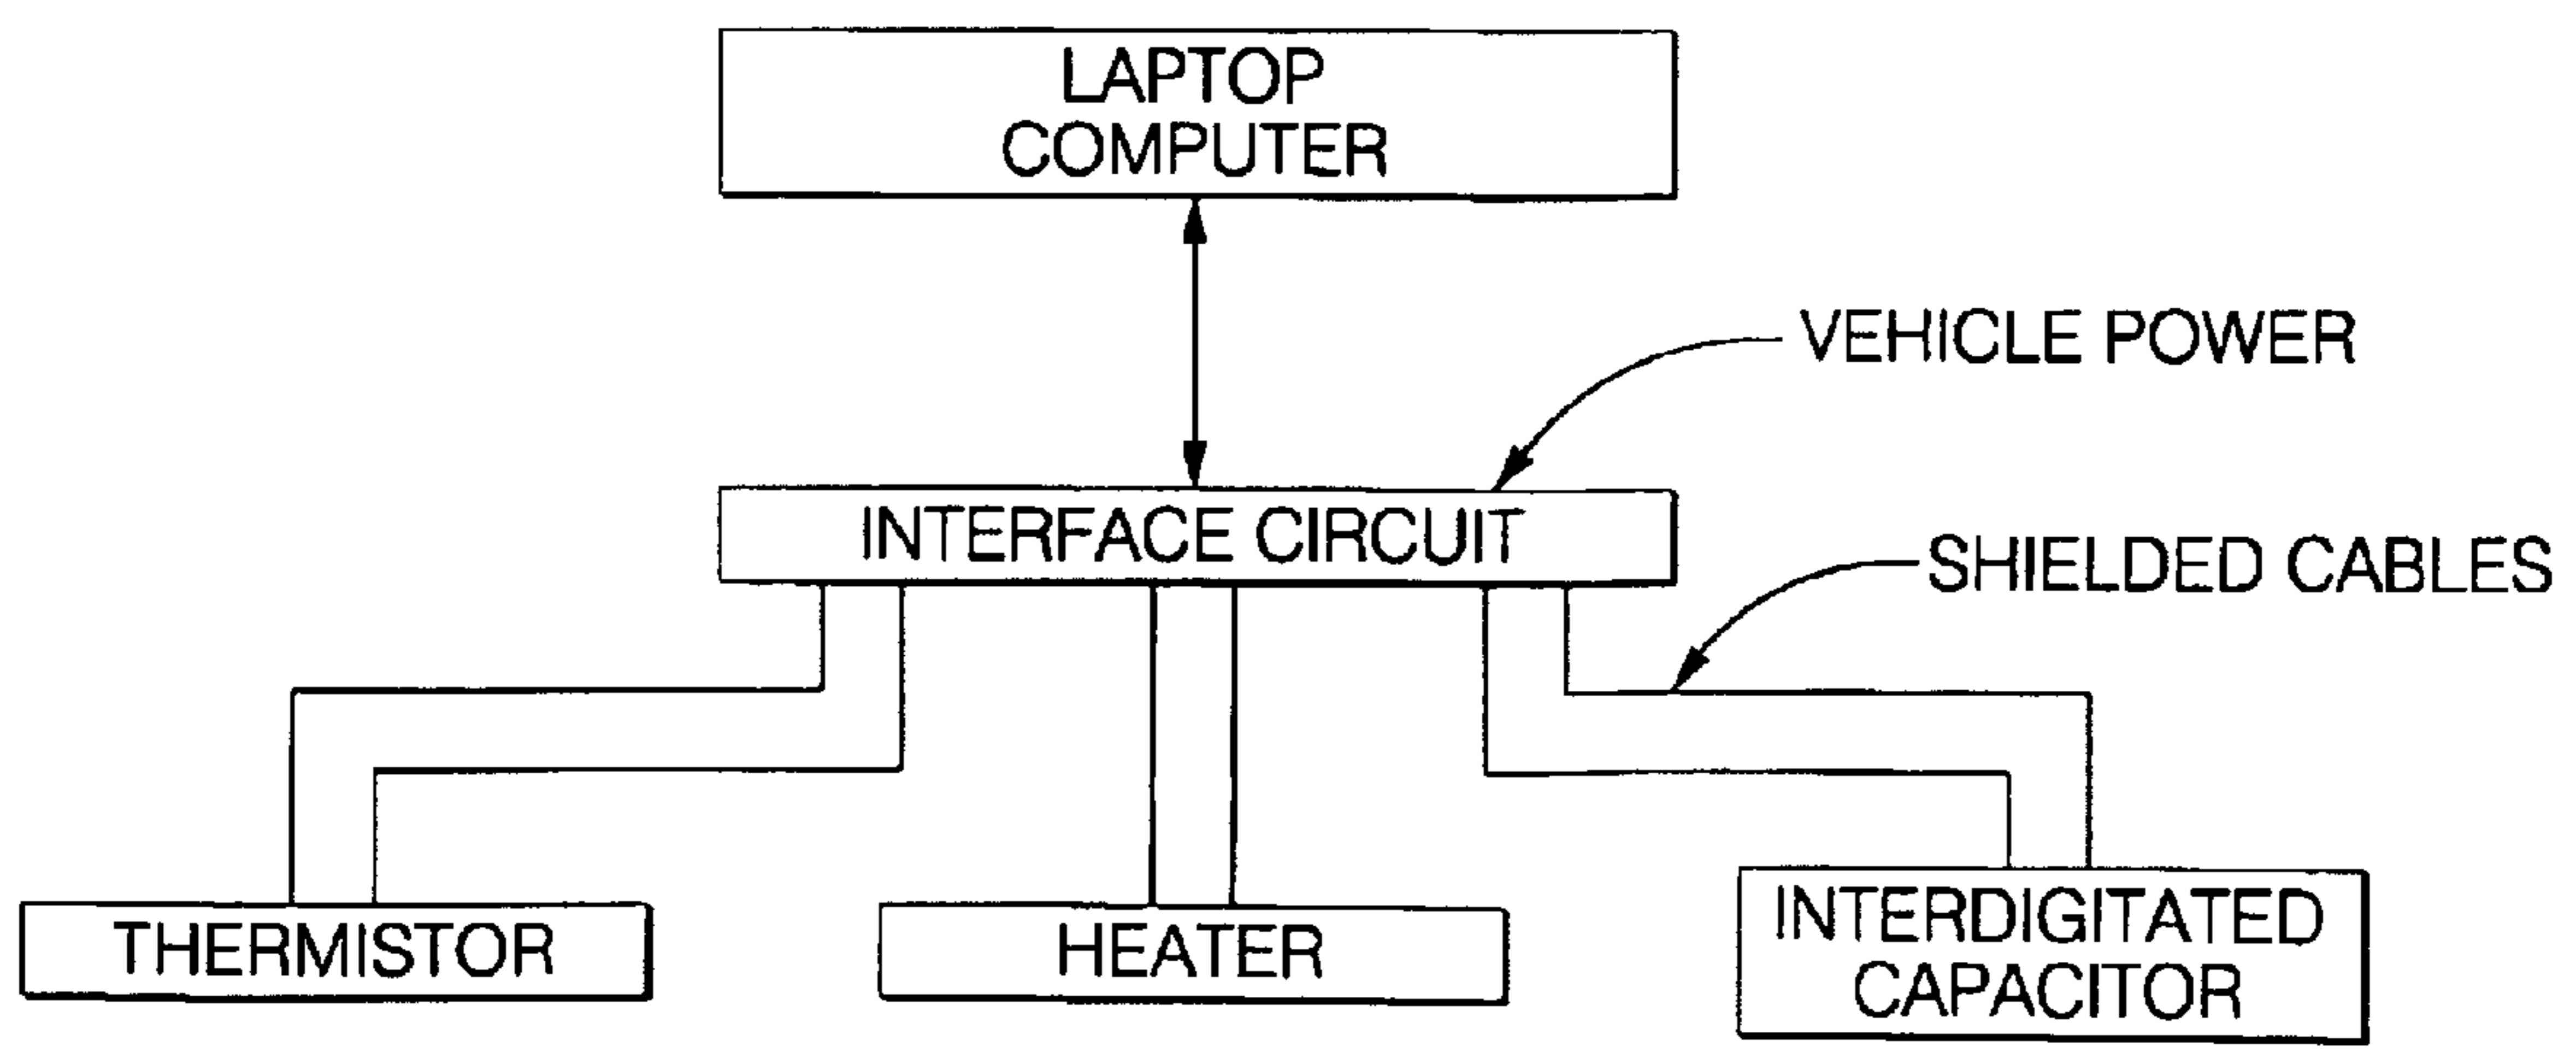 LAPTOP
COMPUTER
VEHICLE POWER
INTERFACE CIRCUIT
SHIELDED CABLES
THERMISTOR
HEATER
INTERDIGITATED
CAPACITOR